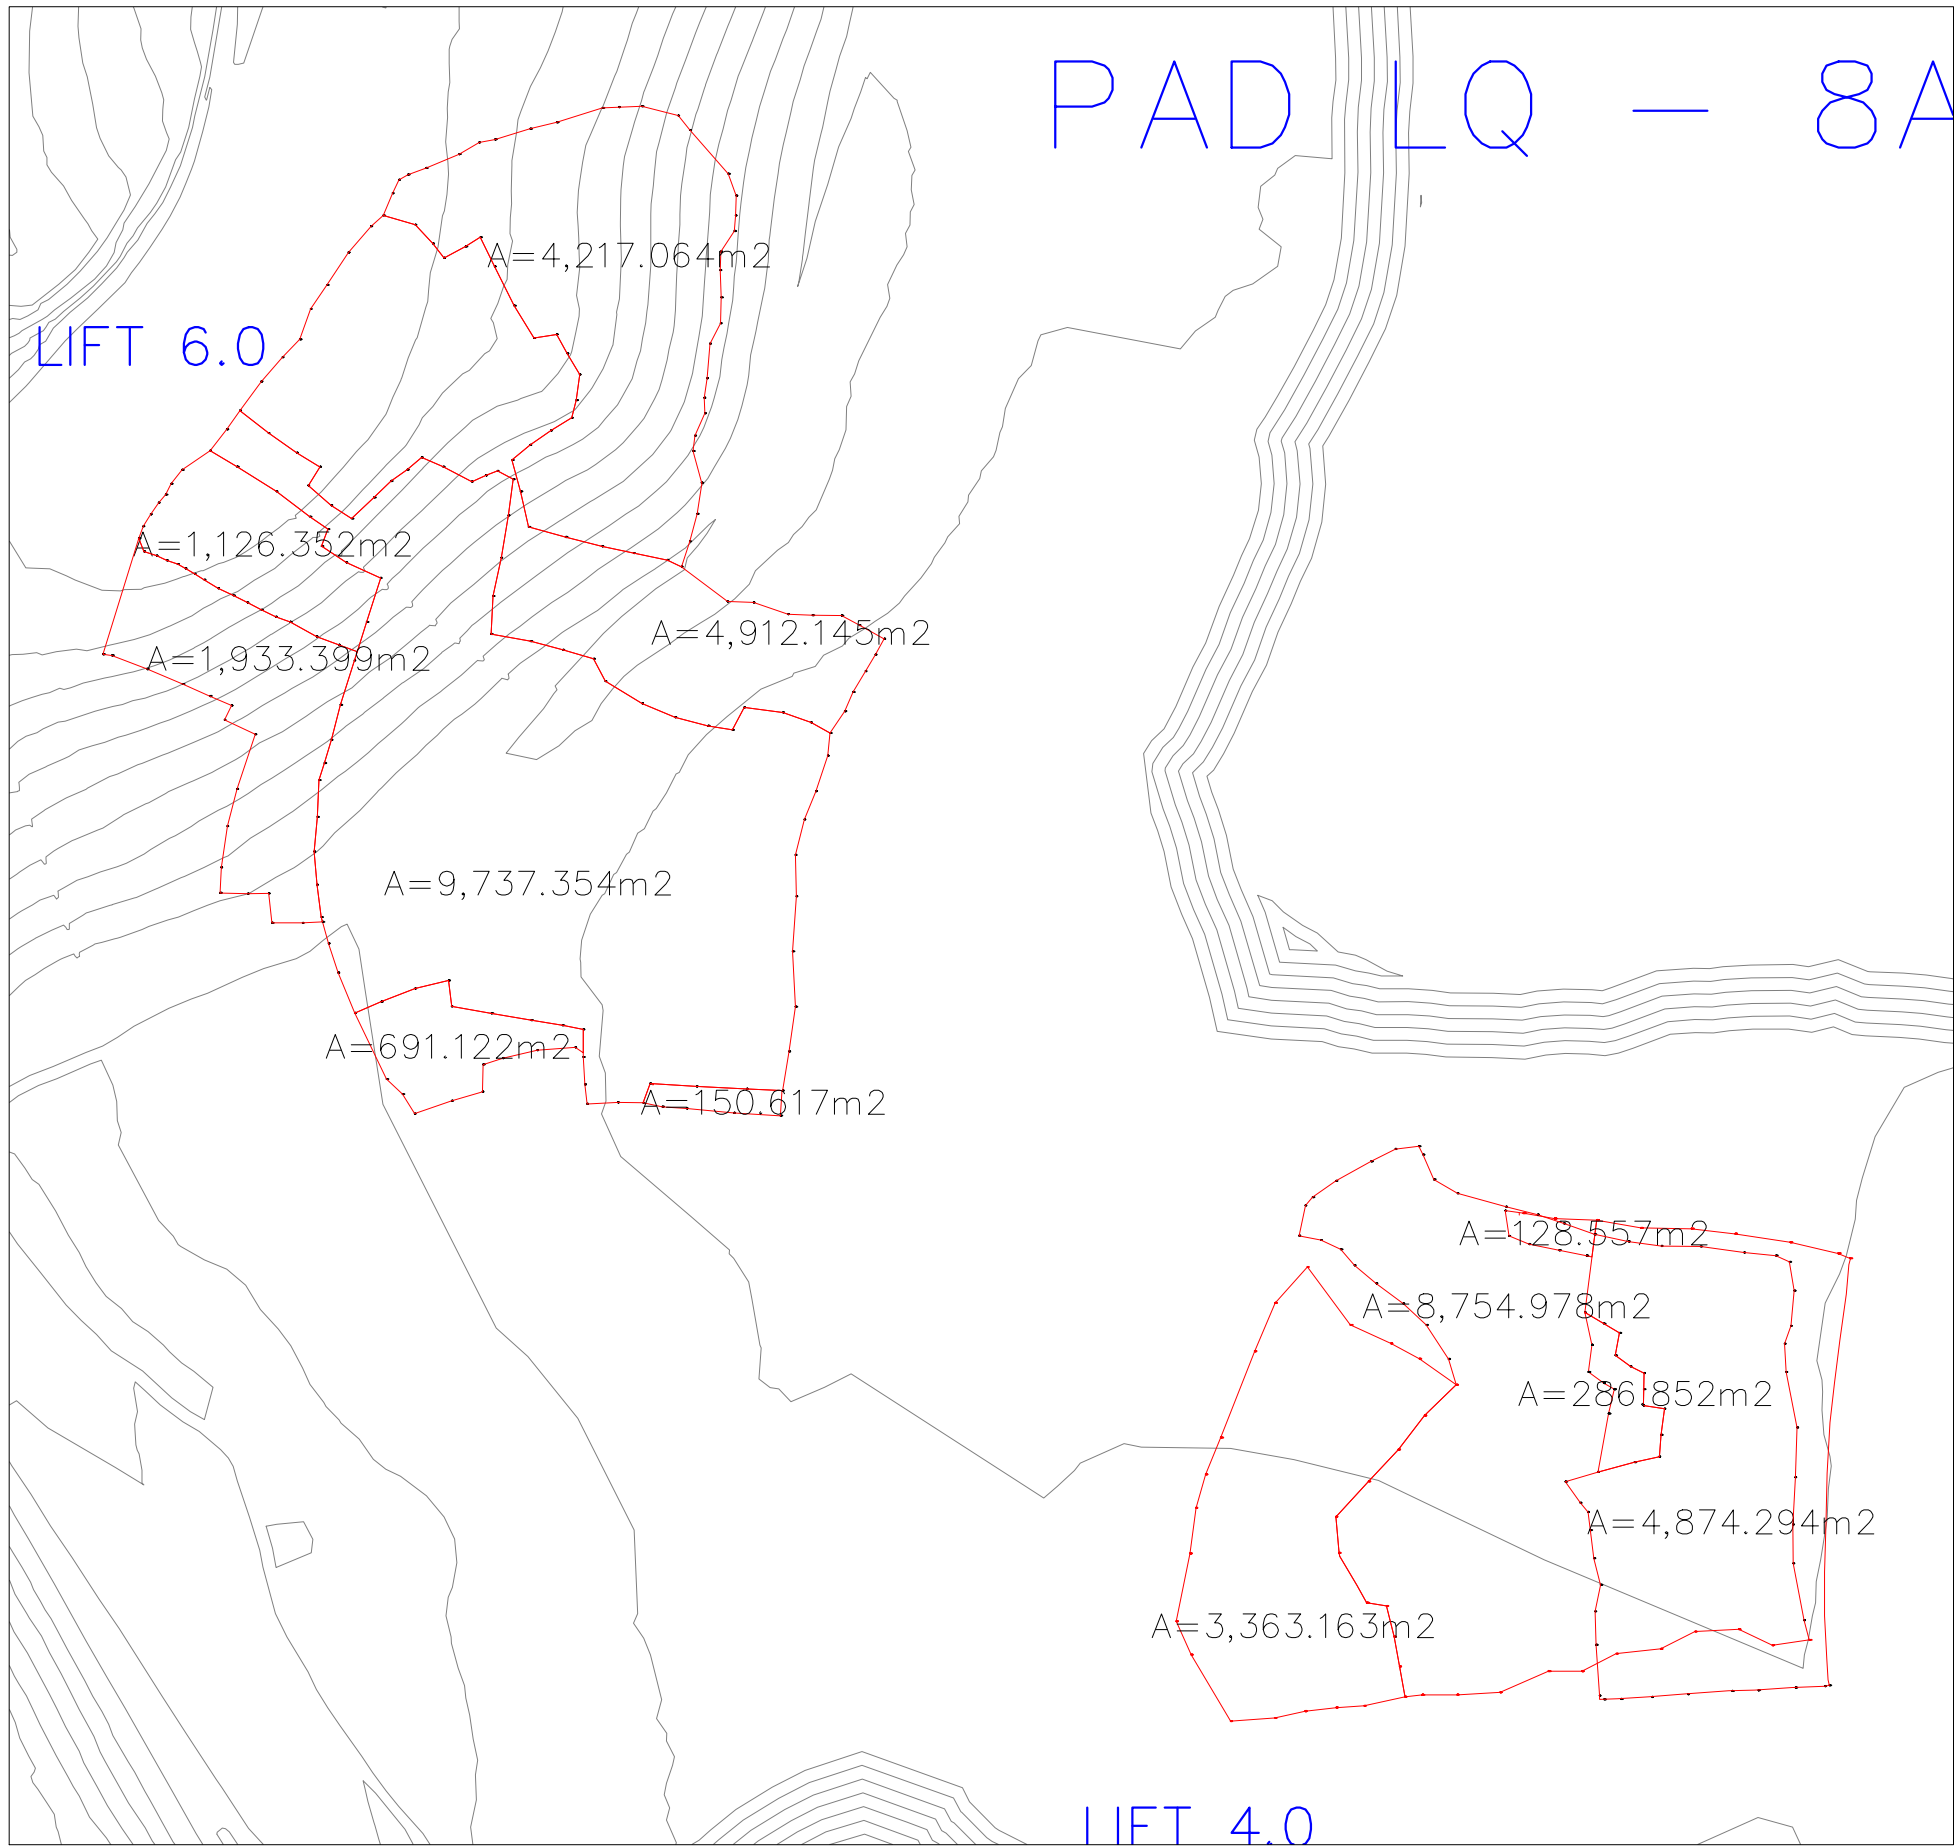 PAD LQ - 8A
A=4,217.064m2
LIFT 6.0
A=1,126.352m2
A=4,912.145m2
A=1,933.399m2
A=9,737.354m2
A=691.122m2
A=150.617m2
A=128.557m2
A=8,754.978m2
A=286.852m2
A=4,874.294m2
A=3,363.163m2
LIFT 4.0